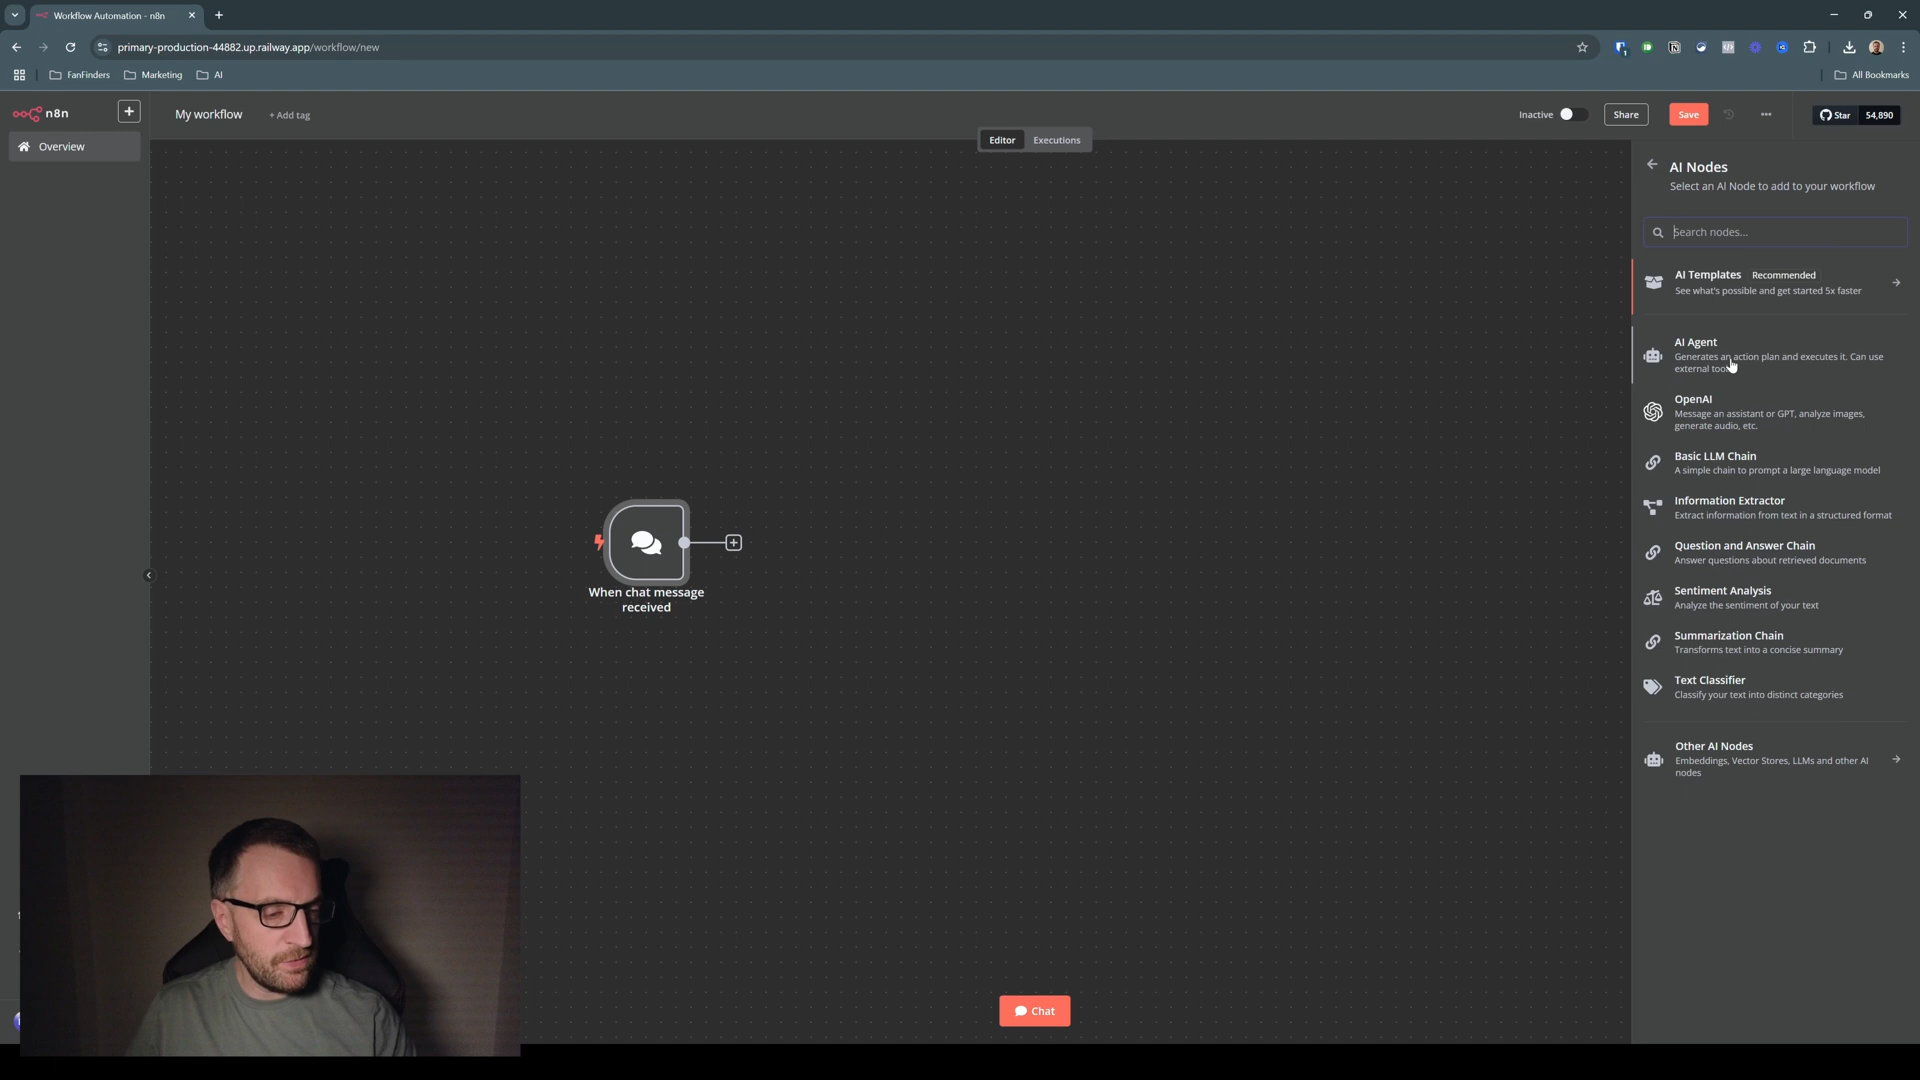 Workflow Automation - n8n
primary-production-44882.up.railway.app/workflow/new
1
FanFinders
Marketing
AI
All Bookmarks
n8n
My workflow
+ Add tag
Inactive
Share
Save
Star
54,890
Overview
Editor
Executions
AI Nodes
Select an AI Node to add to your workflow
Search nodes...
AI Templates
Recommended
See what's possible and get started 5x faster
AI Agent
Generates an action plan and executes it. Can use
external
OpenAI
Message an assistant or GPT, analyze images,
generate audio, etc.
Basic LLM Chain
A simple chain to prompt a large language model
Information Extractor
Extract information from text in a structured format
Question and Answer Chain
Answer questions about retrieved documents
Sentiment Analysis
Analyze the sentiment of your text
Summarization Chain
Transforms text into a concise summary
Text Classifier
Classify your text into distinct categories
Other AI Nodes
Embeddings, Vector Stores, LLMs and other AI
nodes
When chat message
received
Chat